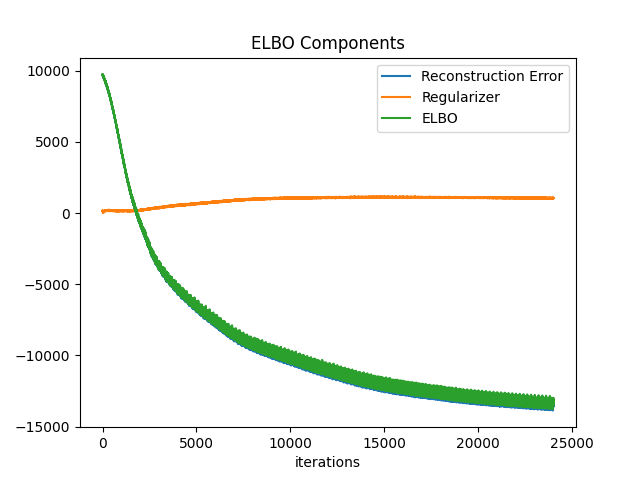 ELBO Components
10000
5000
0
−5000
−10000
−15000
Reconstruction Error
Regularizer
ELBO
0 5000 10000 15000 20000 25000
iterations